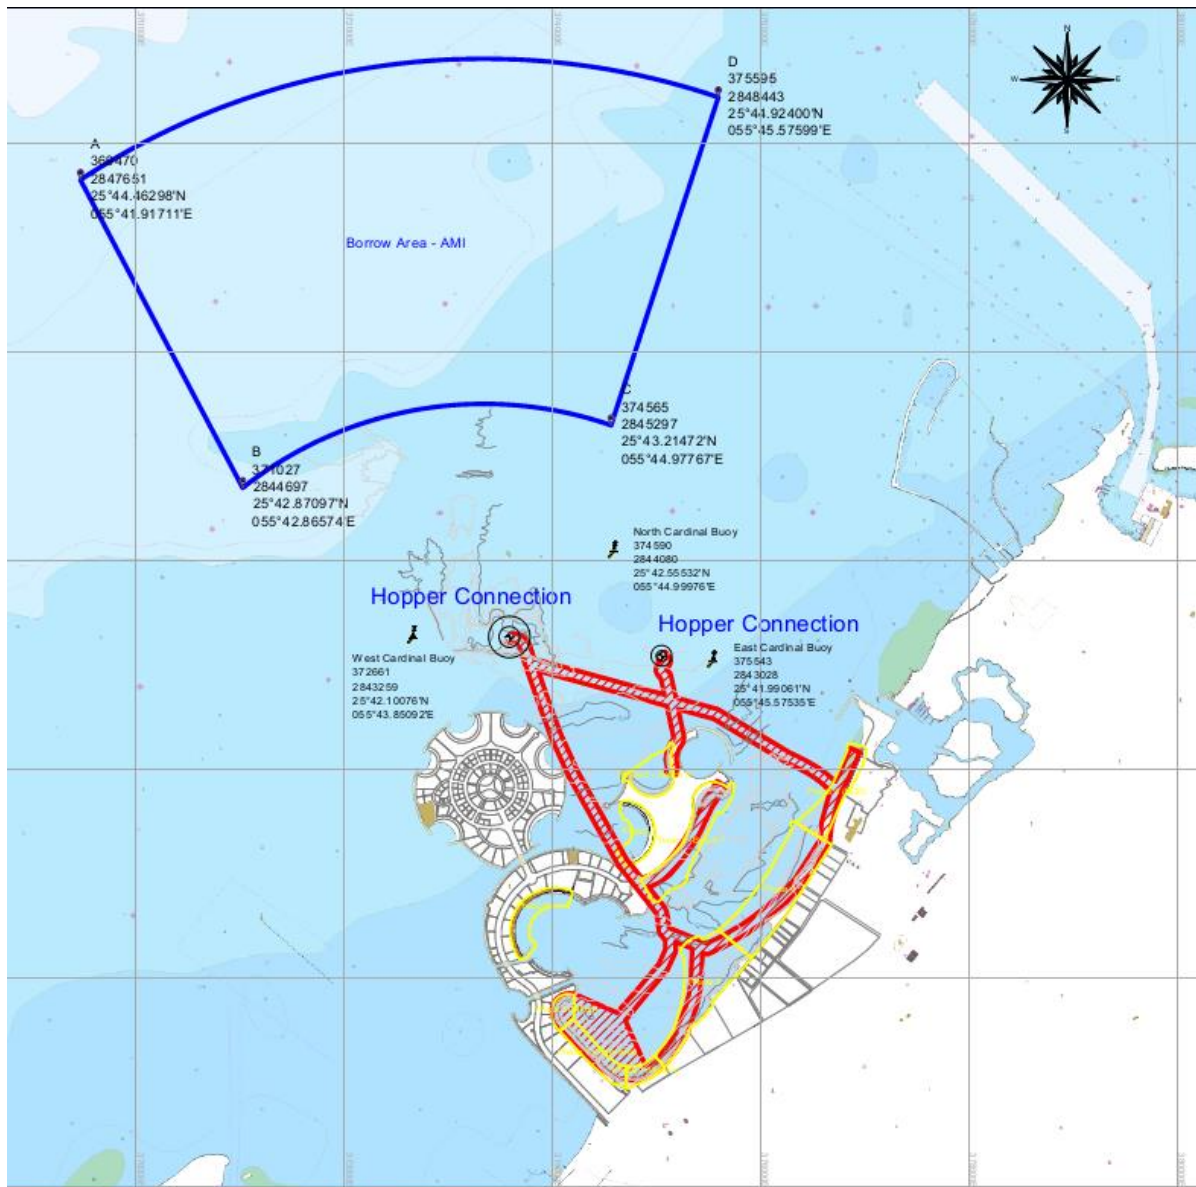 N
W
E
S
D
375595
2848443
25°44.92400'N
055°45.57599'E
A
369470
2847651
25°44.46298'N
055°41.91711'E
Borrow Area - AMI
C
374565
2845297
25°43.21472'N
055°44.97767'E
B
371027
2844697
25°42.87097'N
055°42.86574'E
North Cardinal Buoy
374590
2844080
25°42.55532'N
055°44.99976'E
Hopper Connection
Hopper Connection
West Cardinal Buoy
372661
2843259
25°42.10076'N
055°43.85092'E
East Cardinal Buoy
375543
2843028
25°41.99061'N
055°45.57535'E